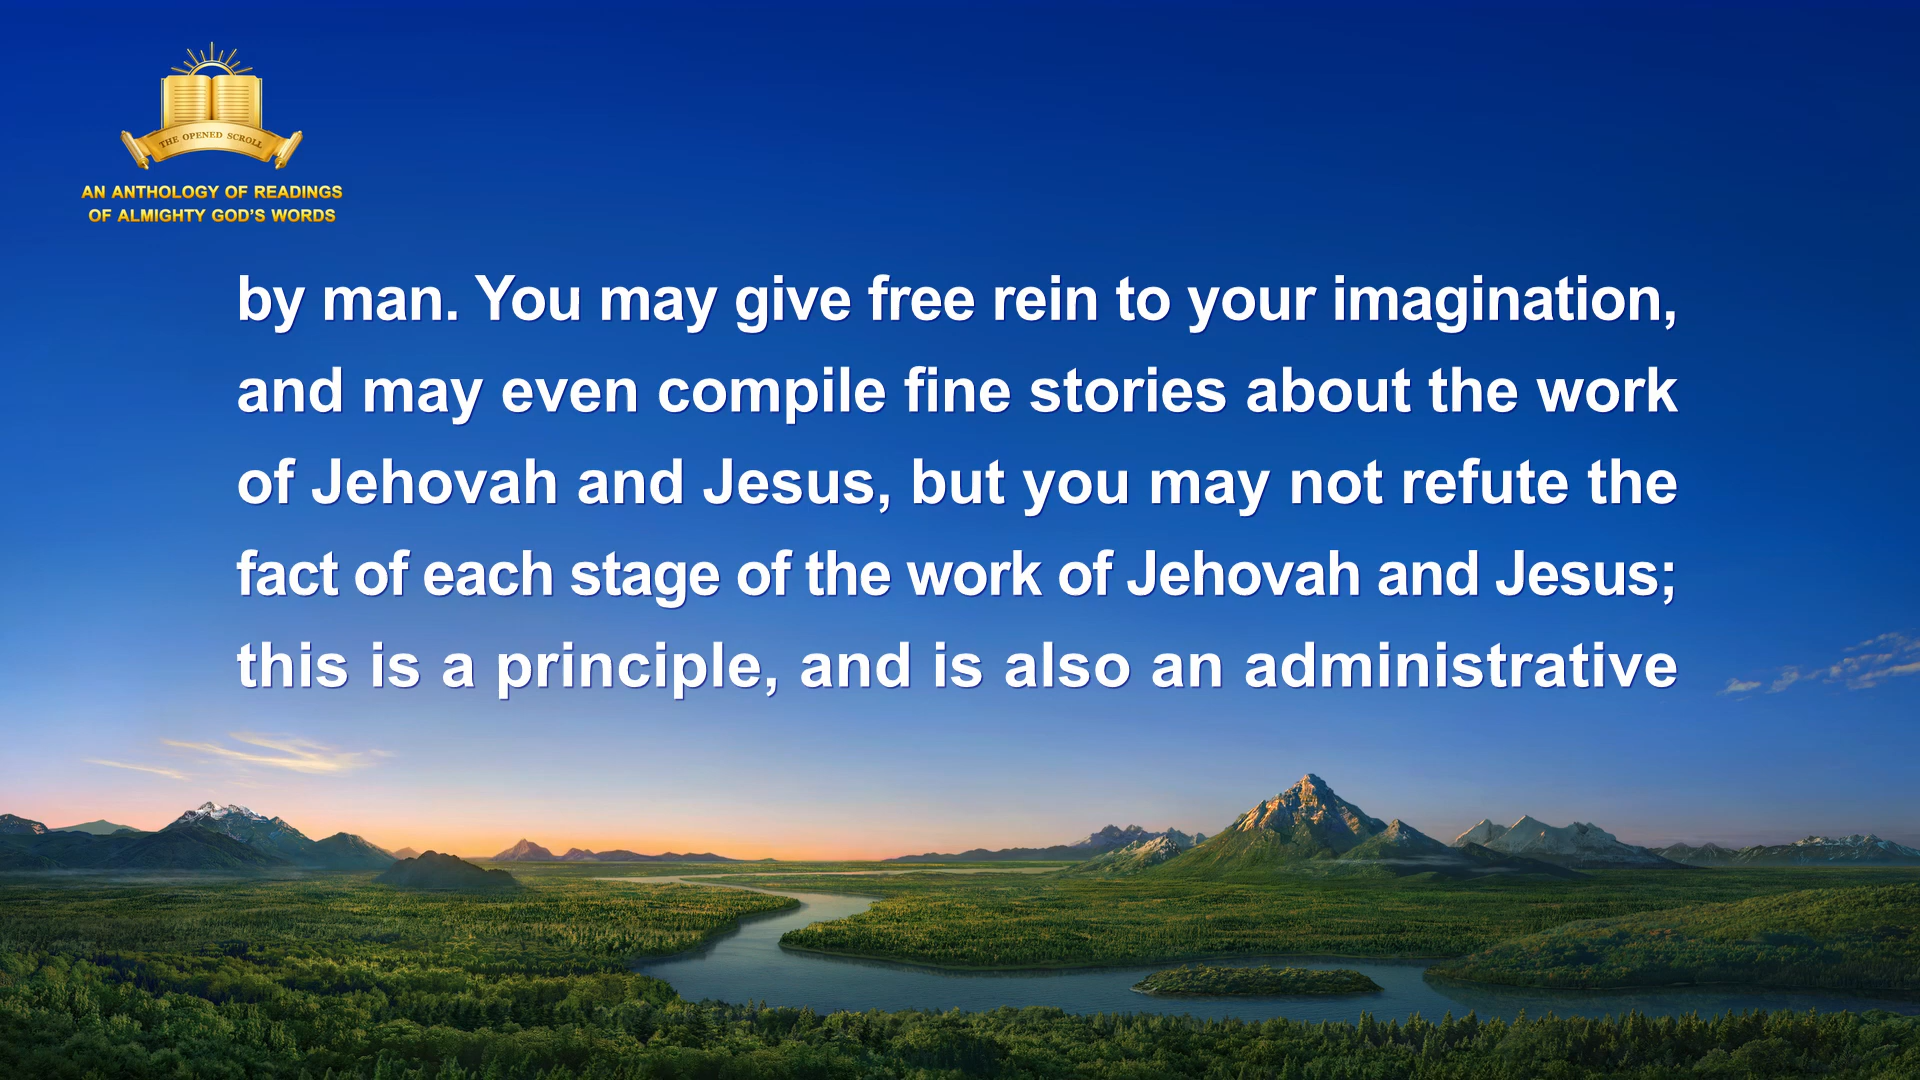 THE OPENED SCROLL
AN ANTHOLOGY OF READINGS
OF ALMIGHTY GOD'S WORDS
by man. You may give free rein to your imagination,
and may even compile fine stories about the work
of Jehovah and Jesus, but you may not refute the
fact of each stage of the work of Jehovah and Jesus;
this is a principle, and is also an administrative